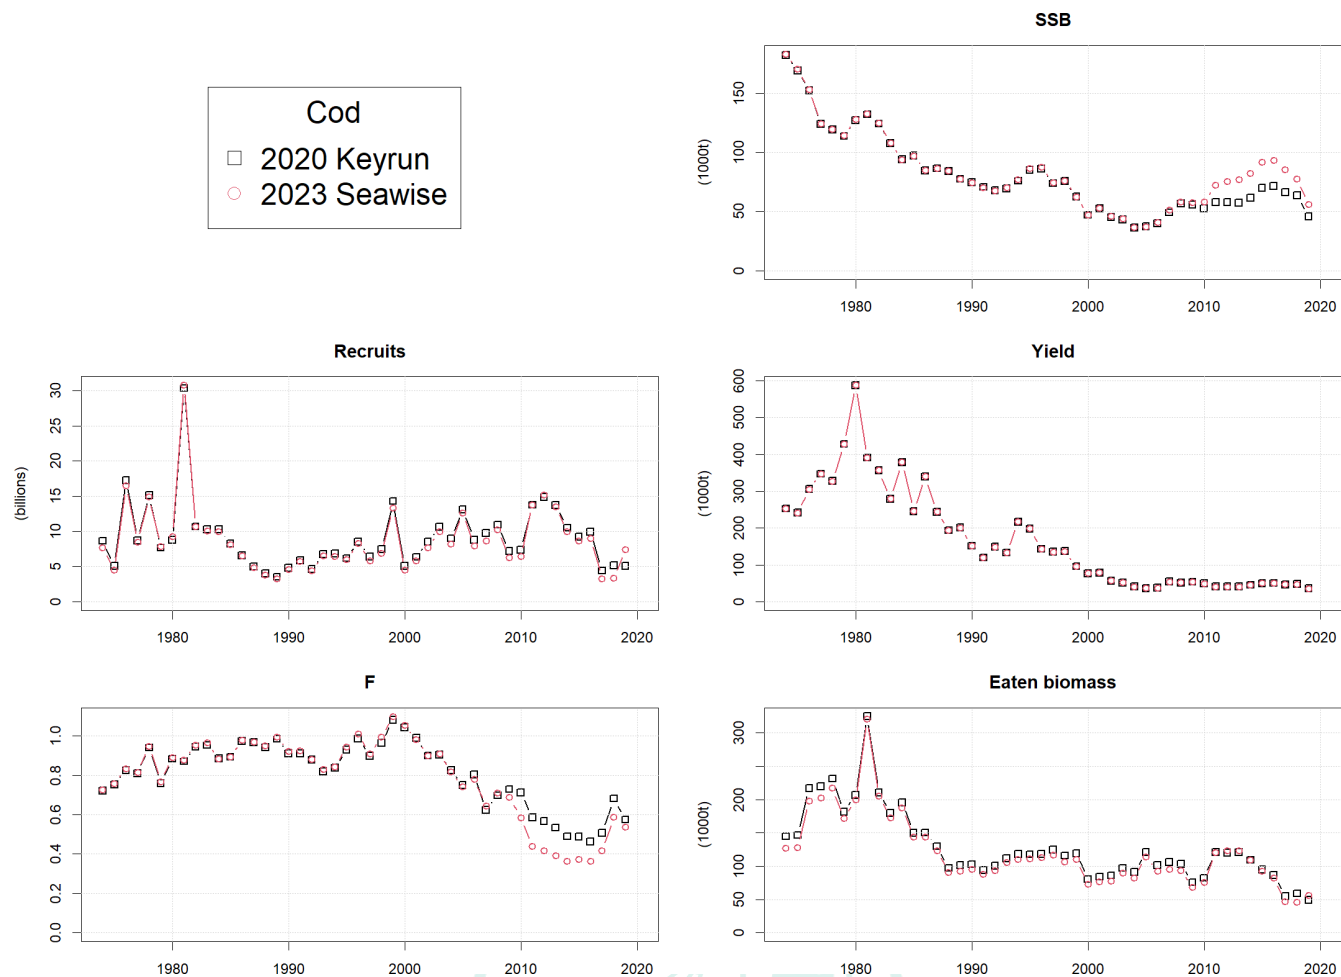 Cod
2020 Keyrun
2023 Seawise
SSB
(1000t)
0 50 100 150
1980 1990 2000 2010 2020
Recruits
(billions)
0 5 10 15 20 25 30
1980 1990 2000 2010 2020
Yield
(1000t)
0 100 200 300 400 500 600
1980 1990 2000 2010 2020
F
0.0 0.2 0.4 0.6 0.8 1.0
1980 1990 2000 2010 2020
Eaten biomass
(1000t)
0 50 100 200 300
1980 1990 2000 2010 2020